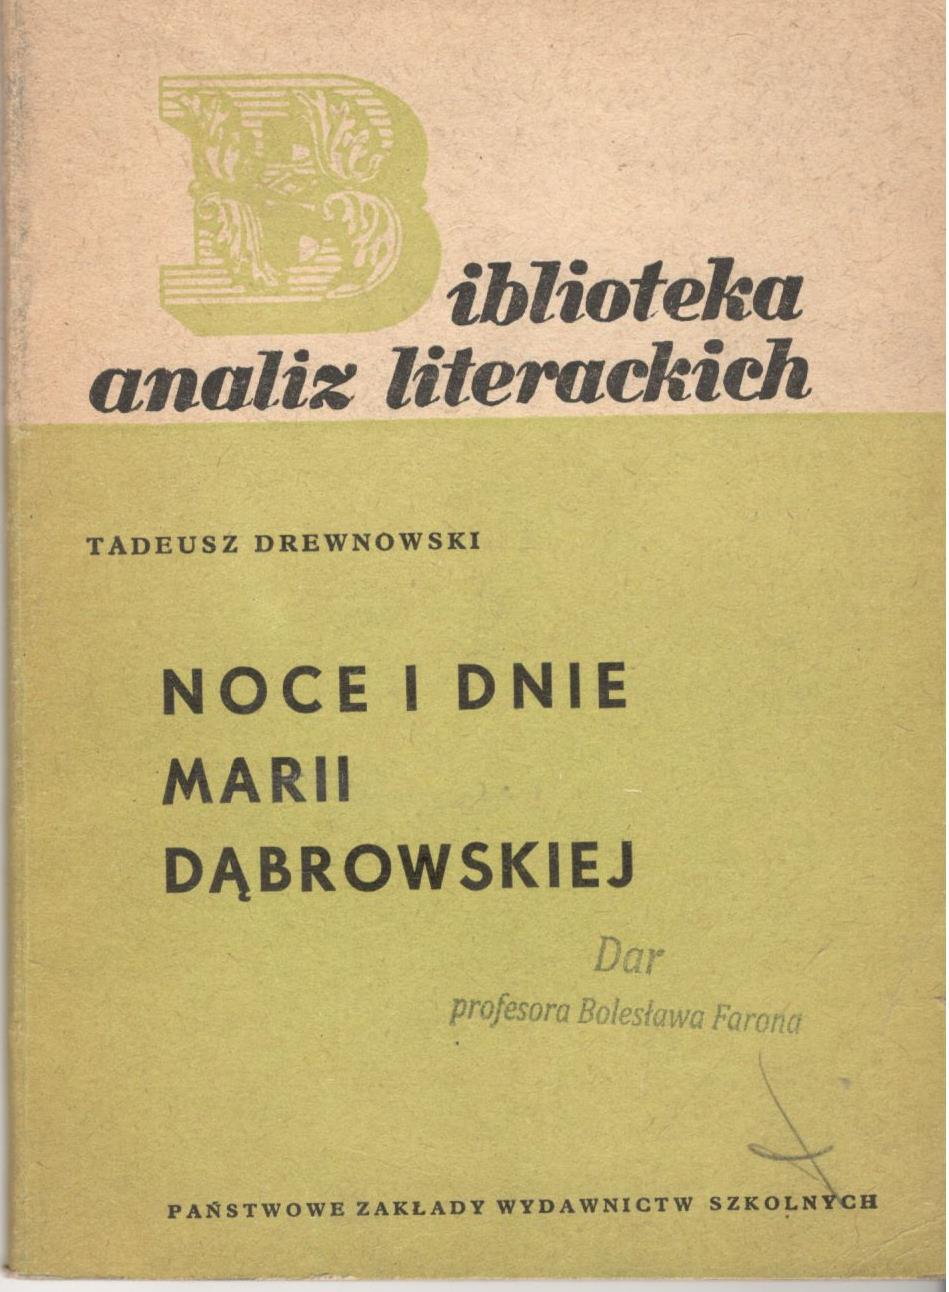 Biblioteka
analiz literackich
TADEUSZ DREWNOWSKI
NOCE I DNIE
MARII
DĄBROWSKIEJ
Dar
profesora Bolesława Farona
PAŃSTWOWE ZAKŁADY WYDAWNICTW SZKOLNYCH